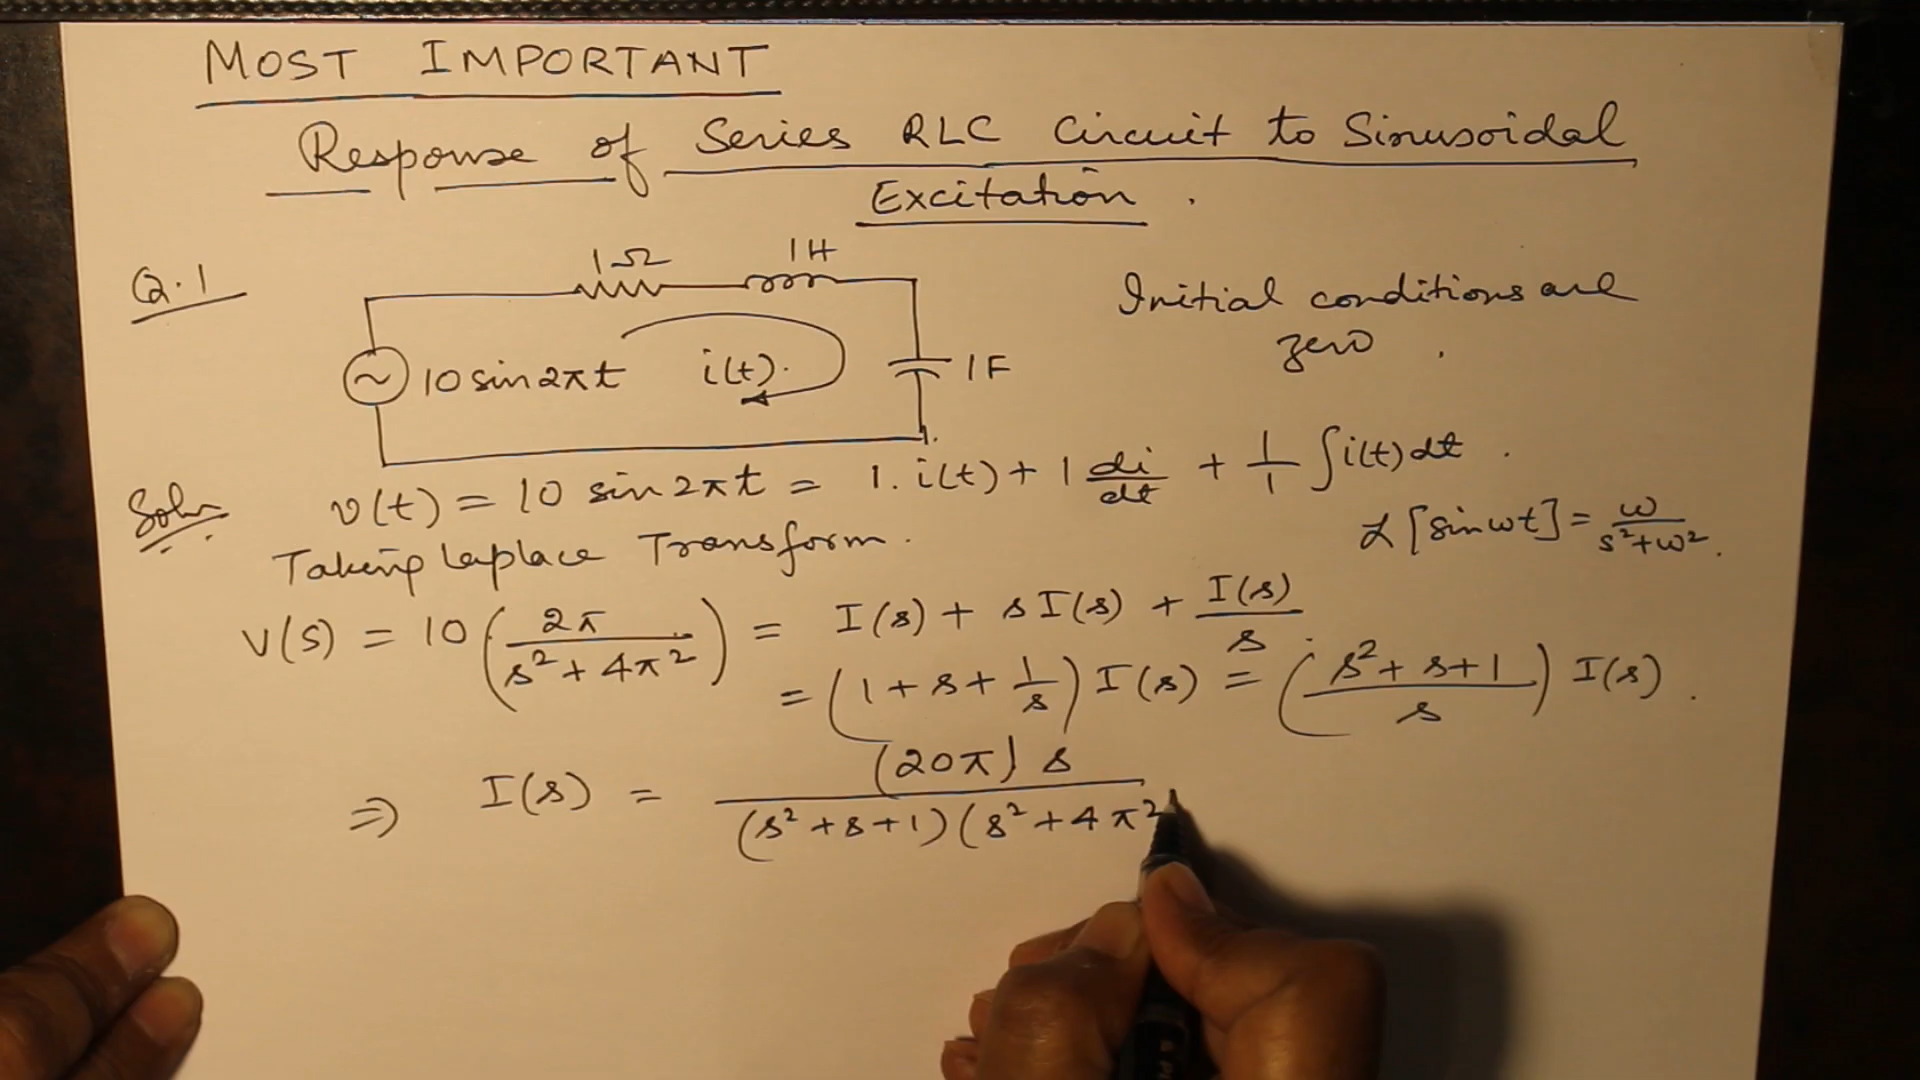 MOST IMPORTANT
Response of Series RLC Circuit to Sinusoidal
Excitation.
Q.1
1Ω 1H
Initial conditions are
zero.
~ 10 sin 2πt i(t). 1F
Soln v(t) = 10 sin 2πt = 1. i(t) + 1 di/dt + 1/1 ∫i(t) dt.
Taking Laplace Transform.
ℒ[sin ωt] = ω/(s²+ω²).
V(s) = 10 (2π/(s²+4π²)) = I(s) + sI(s) + I(s)/s
= (1 + s + 1/s) I(s) = ((s²+s+1)/s) I(s).
⇒ I(s) = (20π) s / (s²+s+1)(s²+4π²